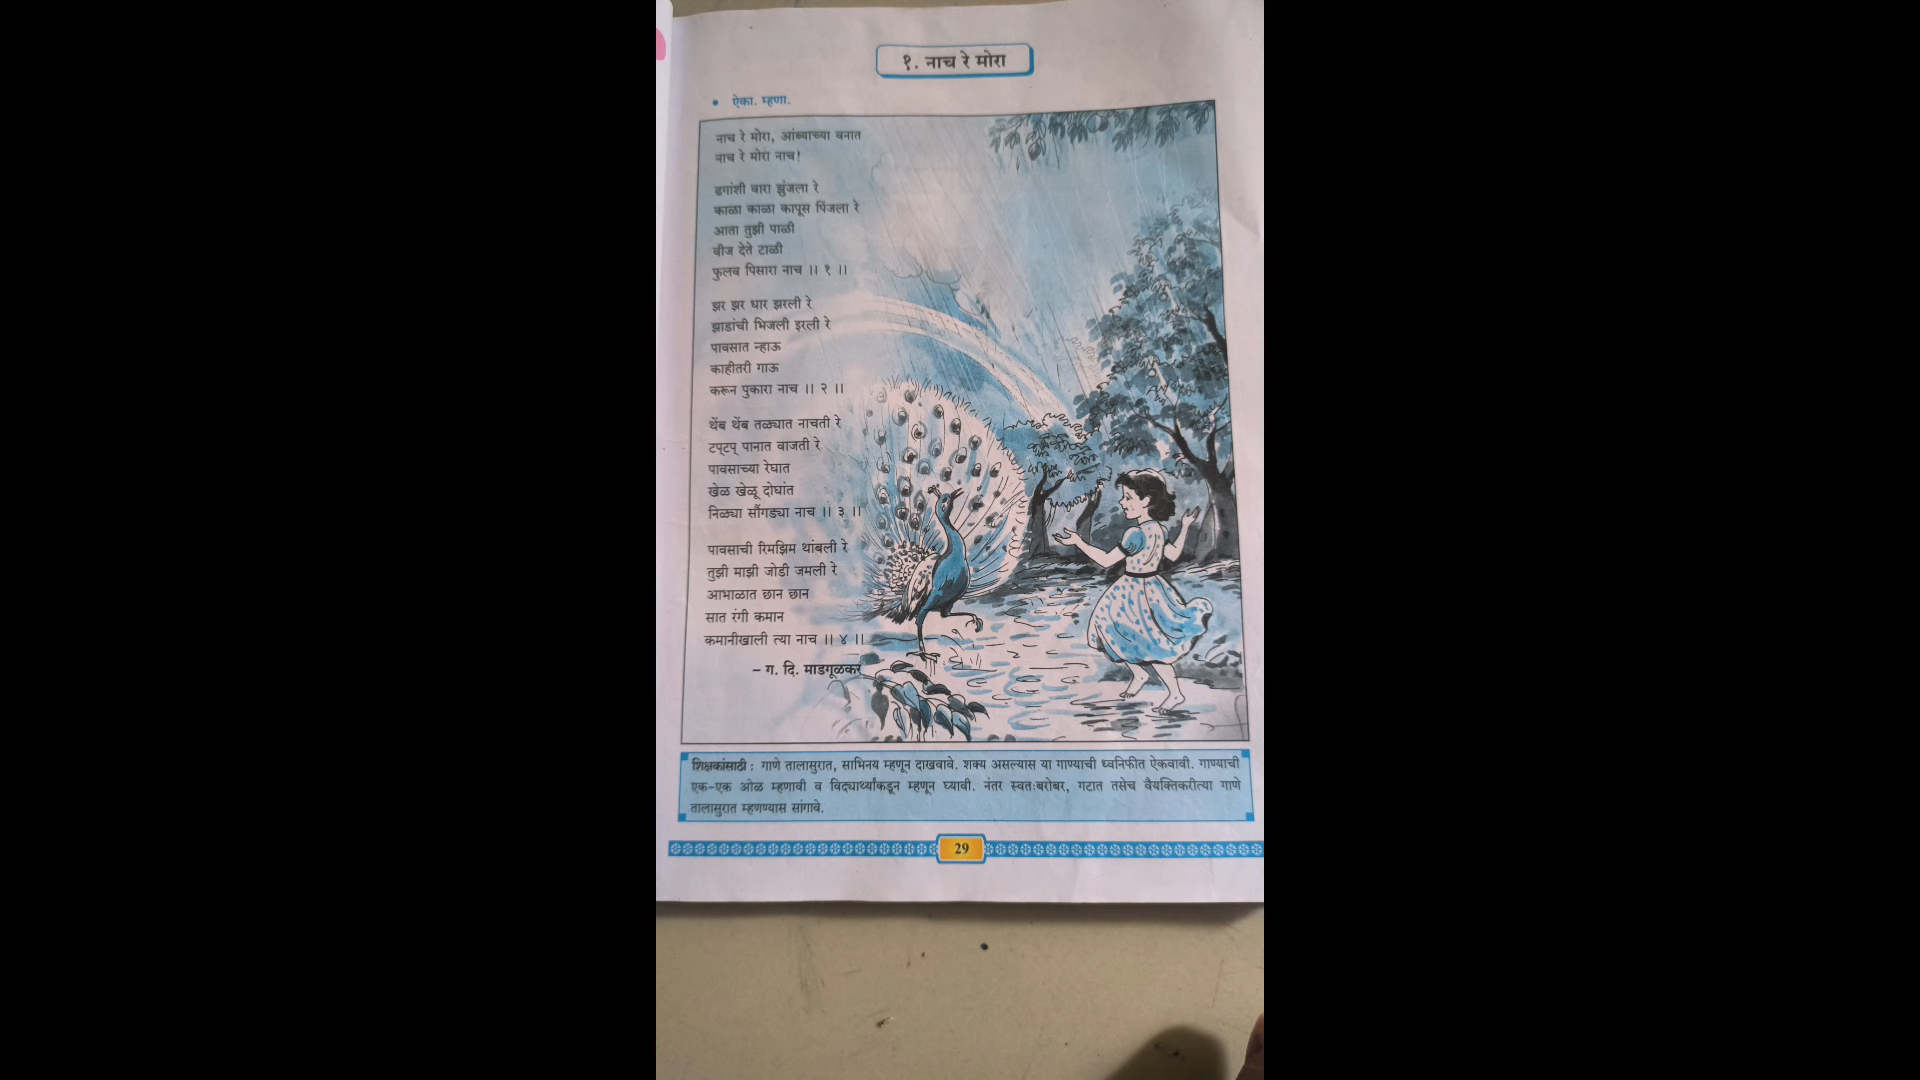 १. नाच रे मोरा
• ऐका. म्हणा.
नाच रे मोरा, आंब्याच्या वनात
नाच रे मोरा नाच!
ढगांशी वारा झुंजला रे
काळा काळा कापूस पिंजला रे
आता तुझी पाळी
वीज देते टाळी
फुलव पिसारा नाच ।। १ ।।
झर झर धार झरली रे
झाडांची भिजली इरली रे
पावसात न्हाऊ
काहीतरी गाऊ
करून पुकारा नाच ।। २ ।।
थेंब थेंब तळ्यात नाचती रे
टप्टप् पानात वाजती रे
पावसाच्या रेघात
खेळ खेळू दोघांत
निळ्या सौंगड्या नाच ।। ३ ।।
पावसाची रिमझिम थांबली रे
तुझी माझी जोडी जमली रे
आभाळात छान छान
सात रंगी कमान
कमानीखाली त्या नाच ।। ४ ।।
– ग. दि. माडगूळकर
शिक्षकांसाठी : गाणे तालासुरात, साभिनय म्हणून दाखवावे. शक्य असल्यास या गाण्याची ध्वनिफीत ऐकवावी. गाण्याची
एक-एक ओळ म्हणावी व विद्यार्थ्यांकडून म्हणून घ्यावी. नंतर स्वतःबरोबर, गटात तसेच वैयक्तिकरीत्या गाणे
तालासुरात म्हणण्यास सांगावे.
29